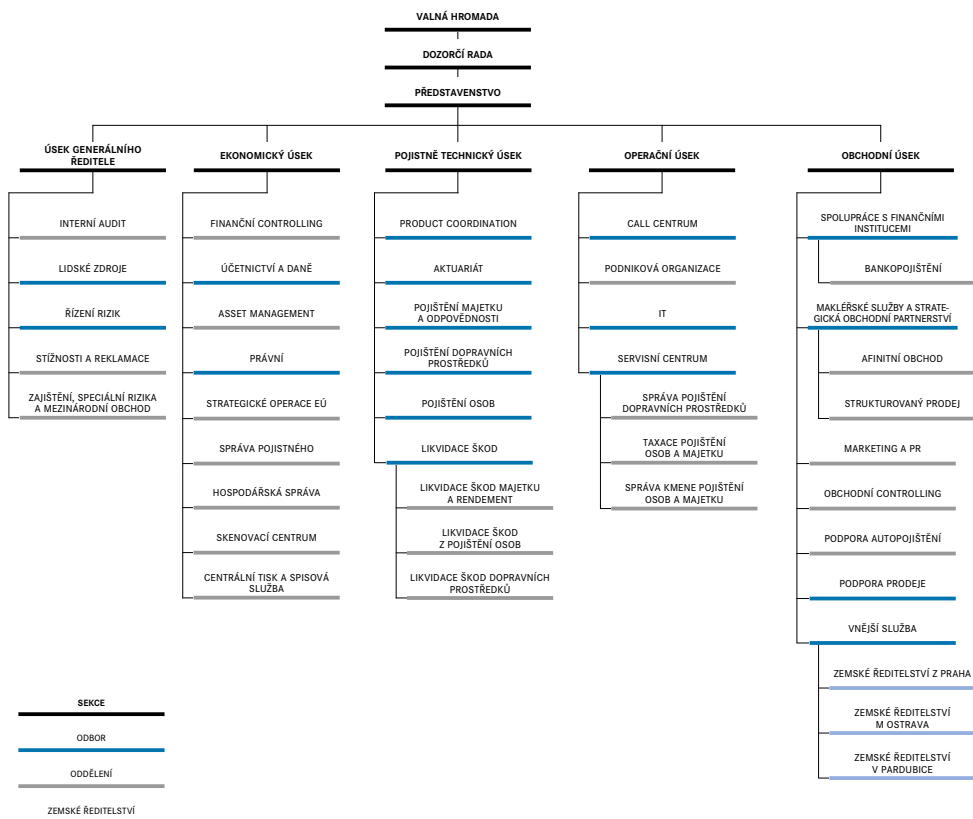 VALNÁ HROMADA
DOZORČÍ RADA
PŘEDSTAVENSTVO
ÚSEK GENERÁLNÍHO
ŘEDITELE
INTERNÍ AUDIT
LIDSKÉ ZDROJE
ŘÍZENÍ RIZIK
STÍŽNOSTI A REKLAMACE
ZAJIŠTĚNÍ, SPECIÁLNÍ RIZIKA
A MEZINÁRODNÍ OBCHOD
EKONOMICKÝ ÚSEK
FINANČNÍ CONTROLLING
ÚČETNICTVÍ A DANĚ
ASSET MANAGEMENT
PRÁVNÍ
STRATEGICKÉ OPERACE EÚ
SPRÁVA POJISTNÉHO
HOSPODÁŘSKÁ SPRÁVA
SKENOVACÍ CENTRUM
CENTRÁLNÍ TISK A SPISOVÁ
SLUŽBA
POJISTNĚ TECHNICKÝ ÚSEK
PRODUCT COORDINATION
AKTUARIÁT
POJIŠTĚNÍ MAJETKU
A ODPOVĚDNOSTI
POJIŠTĚNÍ DOPRAVNÍCH
PROSTŘEDKŮ
POJIŠTĚNÍ OSOB
LIKVIDACE ŠKOD
LIKVIDACE ŠKOD MAJETKU
A RENDEMENT
LIKVIDACE ŠKOD
Z POJIŠTĚNÍ OSOB
LIKVIDACE ŠKOD DOPRAVNÍCH
PROSTŘEDKŮ
OPERAČNÍ ÚSEK
CALL CENTRUM
PODNIKOVÁ ORGANIZACE
IT
SERVISNÍ CENTRUM
SPRÁVA POJIŠTĚNÍ
DOPRAVNÍCH PROSTŘEDKŮ
TAXACE POJIŠTĚNÍ
OSOB A MAJETKU
SPRÁVA KMENE POJIŠTĚNÍ
OSOB A MAJETKU
OBCHODNÍ ÚSEK
SPOLUPRÁCE S FINANČNÍMI
INSTITUCEMI
BANKOPOJIŠTĚNÍ
MAKLÉŘSKÉ SLUŽBY A STRATE-
GICKÁ OBCHODNÍ PARTNERSTVÍ
AFINITNÍ OBCHOD
STRUKTUROVANÝ PRODEJ
MARKETING A PR
OBCHODNÍ CONTROLLING
PODPORA AUTOPOJIŠTĚNÍ
PODPORA PRODEJE
VNĚJŠÍ SLUŽBA
ZEMSKÉ ŘEDITELSTVÍ Z PRAHA
ZEMSKÉ ŘEDITELSTVÍ
M OSTRAVA
ZEMSKÉ ŘEDITELSTVÍ
V PARDUBICE
SEKCE
ODBOR
ODDĚLENÍ
ZEMSKÉ ŘEDITELSTVÍ